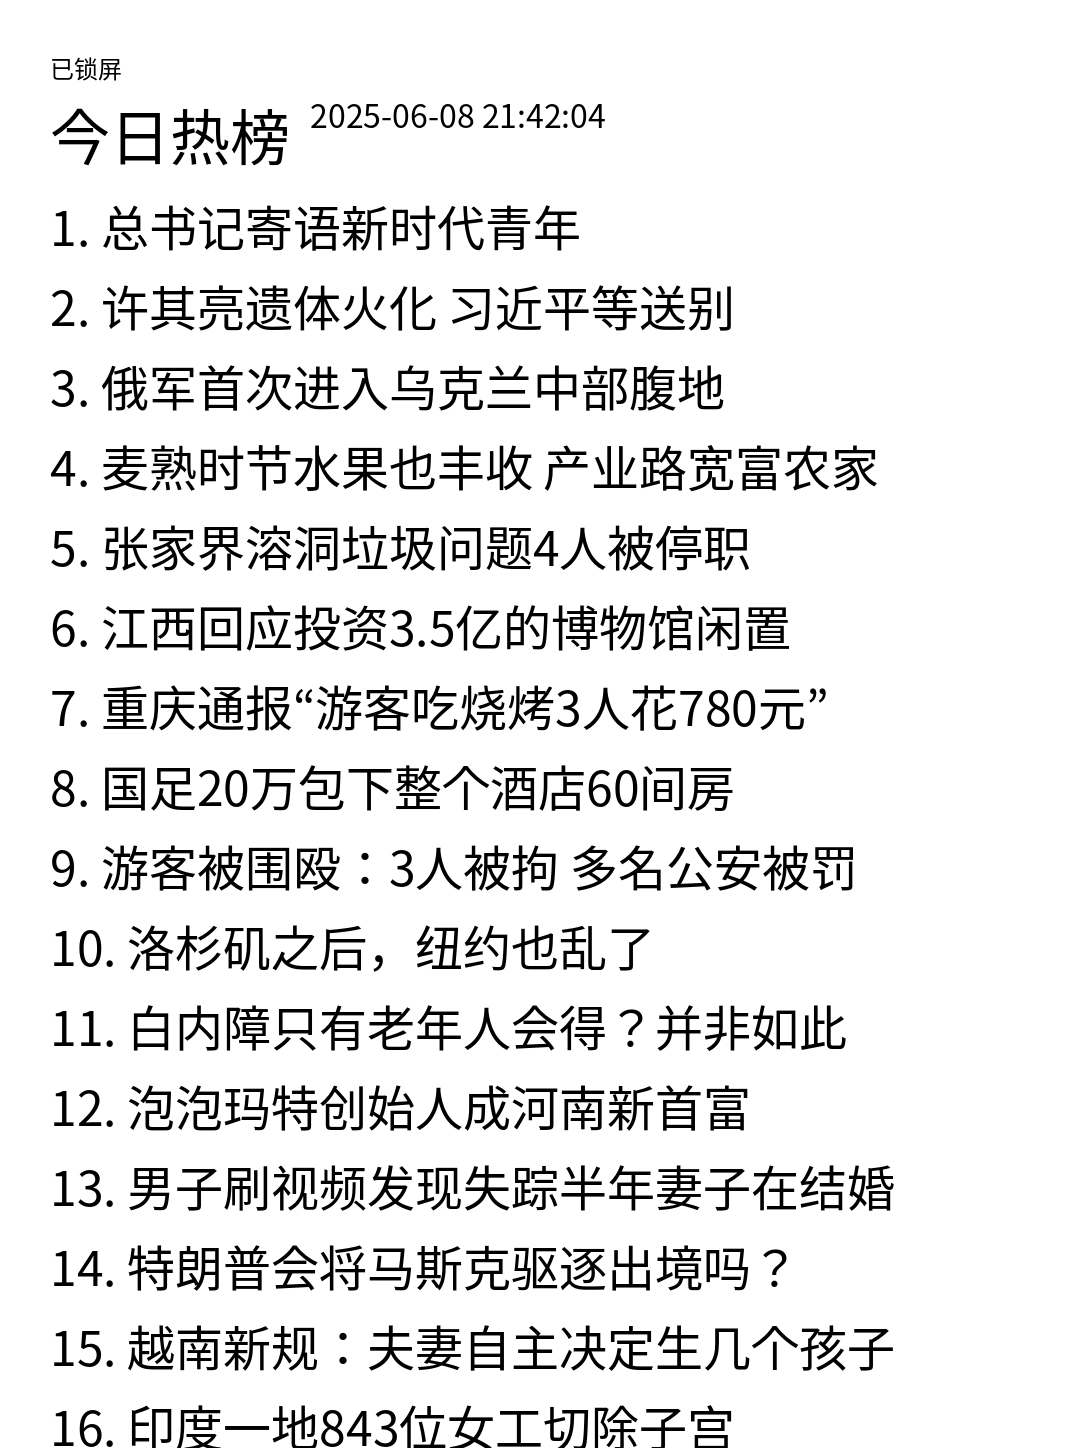 已锁屏
今日热榜 2025-06-08 21:42:04
1. 总书记寄语新时代青年
2. 许其亮遗体火化 习近平等送别
3. 俄军首次进入乌克兰中部腹地
4. 麦熟时节水果也丰收 产业路宽富农家
5. 张家界溶洞垃圾问题4人被停职
6. 江西回应投资3.5亿的博物馆闲置
7. 重庆通报“游客吃烧烤3人花780元”
8. 国足20万包下整个酒店60间房
9. 游客被围殴：3人被拘 多名公安被罚
10. 洛杉矶之后，纽约也乱了
11. 白内障只有老年人会得？并非如此
12. 泡泡玛特创始人成河南新首富
13. 男子刷视频发现失踪半年妻子在结婚
14. 特朗普会将马斯克驱逐出境吗？
15. 越南新规：夫妻自主决定生几个孩子
16. 印度一地843位女工切除子宫